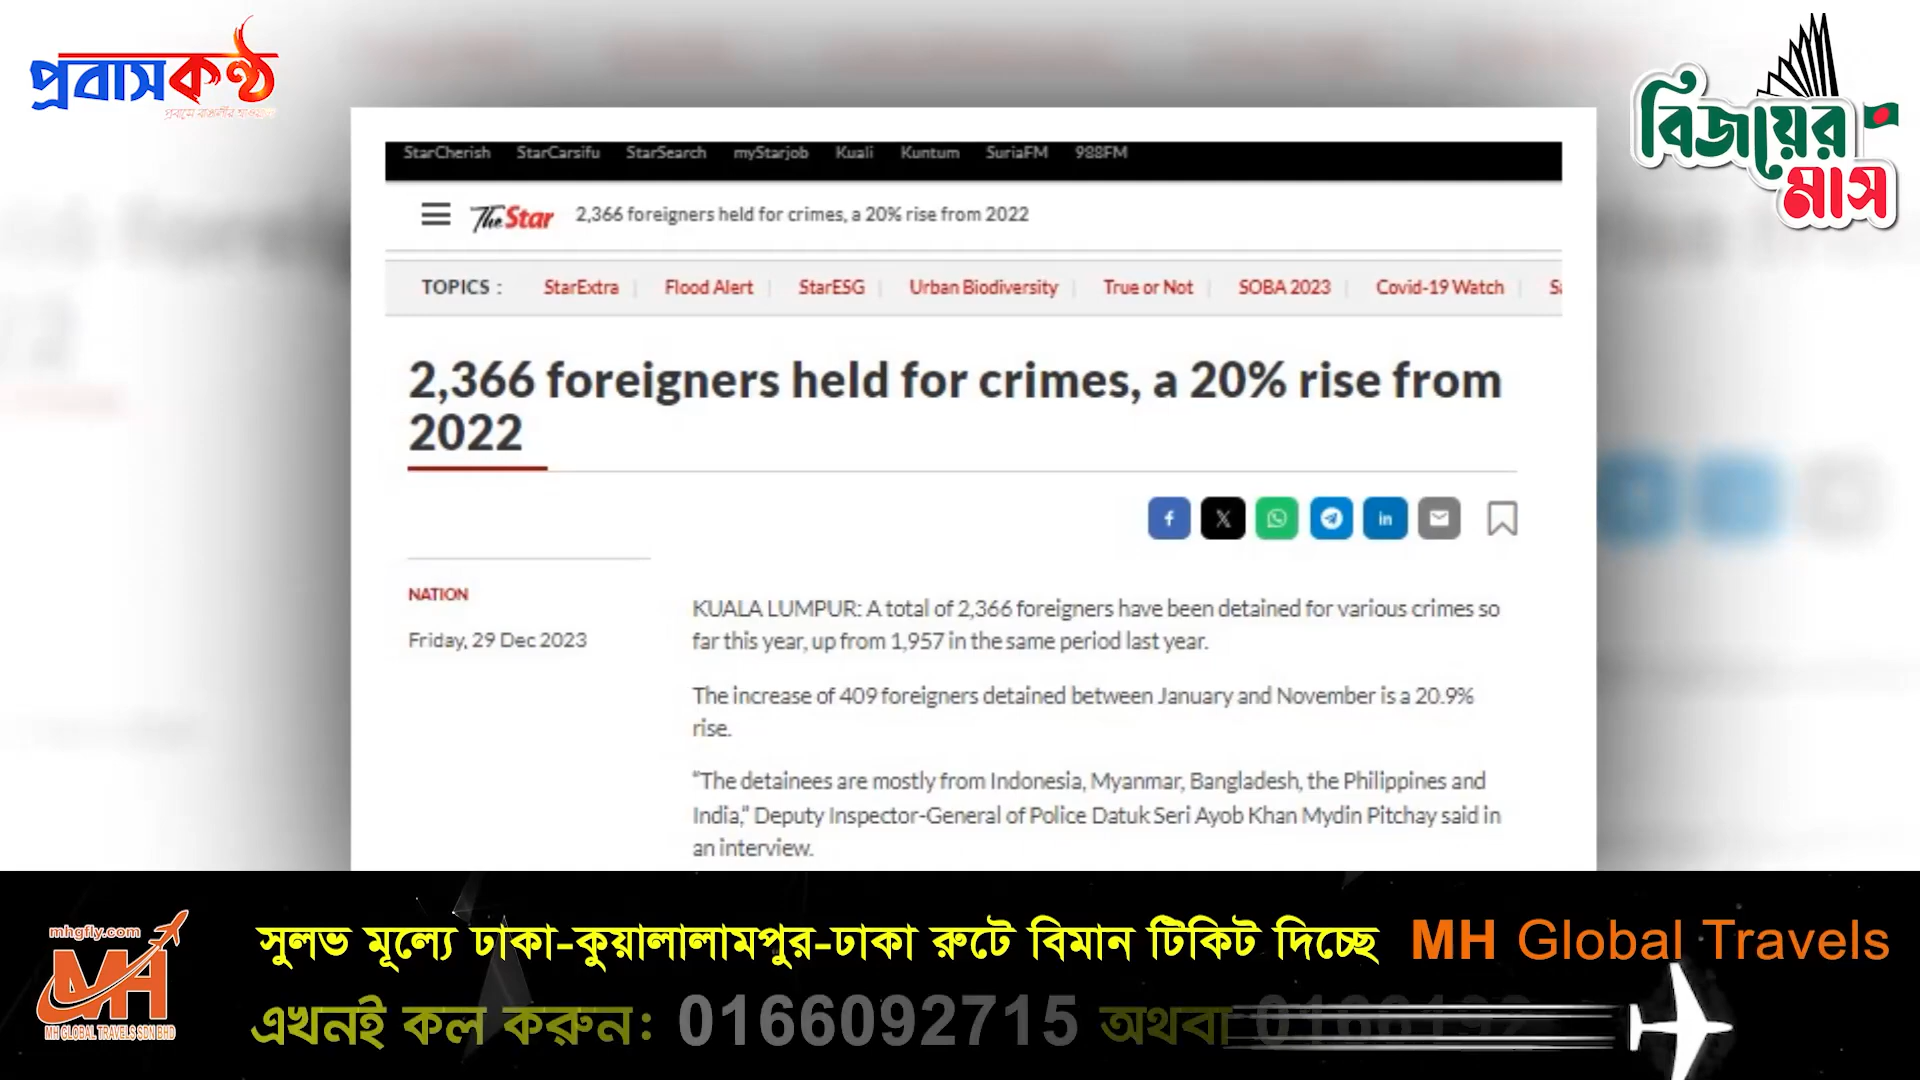 প্রবাসকণ্ঠ
বিজয়ের
মাস
StarCherish StarCarsifu StarSearch myStarjob Kuali Kuntum SuriaFM 988FM
The Star 2,366 foreigners held for crimes, a 20% rise from 2022
TOPICS : StarExtra Flood Alert StarESG Urban Biodiversity True or Not SOBA 2023 Covid-19 Watch
2,366 foreigners held for crimes, a 20% rise from
2022
NATION
Friday, 29 Dec 2023
KUALA LUMPUR: A total of 2,366 foreigners have been detained for various crimes so
far this year, up from 1,957 in the same period last year.
The increase of 409 foreigners detained between January and November is a 20.9%
rise.
“The detainees are mostly from Indonesia, Myanmar, Bangladesh, the Philippines and
India,” Deputy Inspector-General of Police Datuk Seri Ayob Khan Mydin Pitchay said in
an interview.
mhgfly.com
MH
MH GLOBAL TRAVELS SDN BHD
সুলভ মূল্যে ঢাকা-কুয়ালালামপুর-ঢাকা রুটে বিমান টিকিট দিচ্ছে MH Global Travels
এখনই কল করুন: 0166092715 অথবা